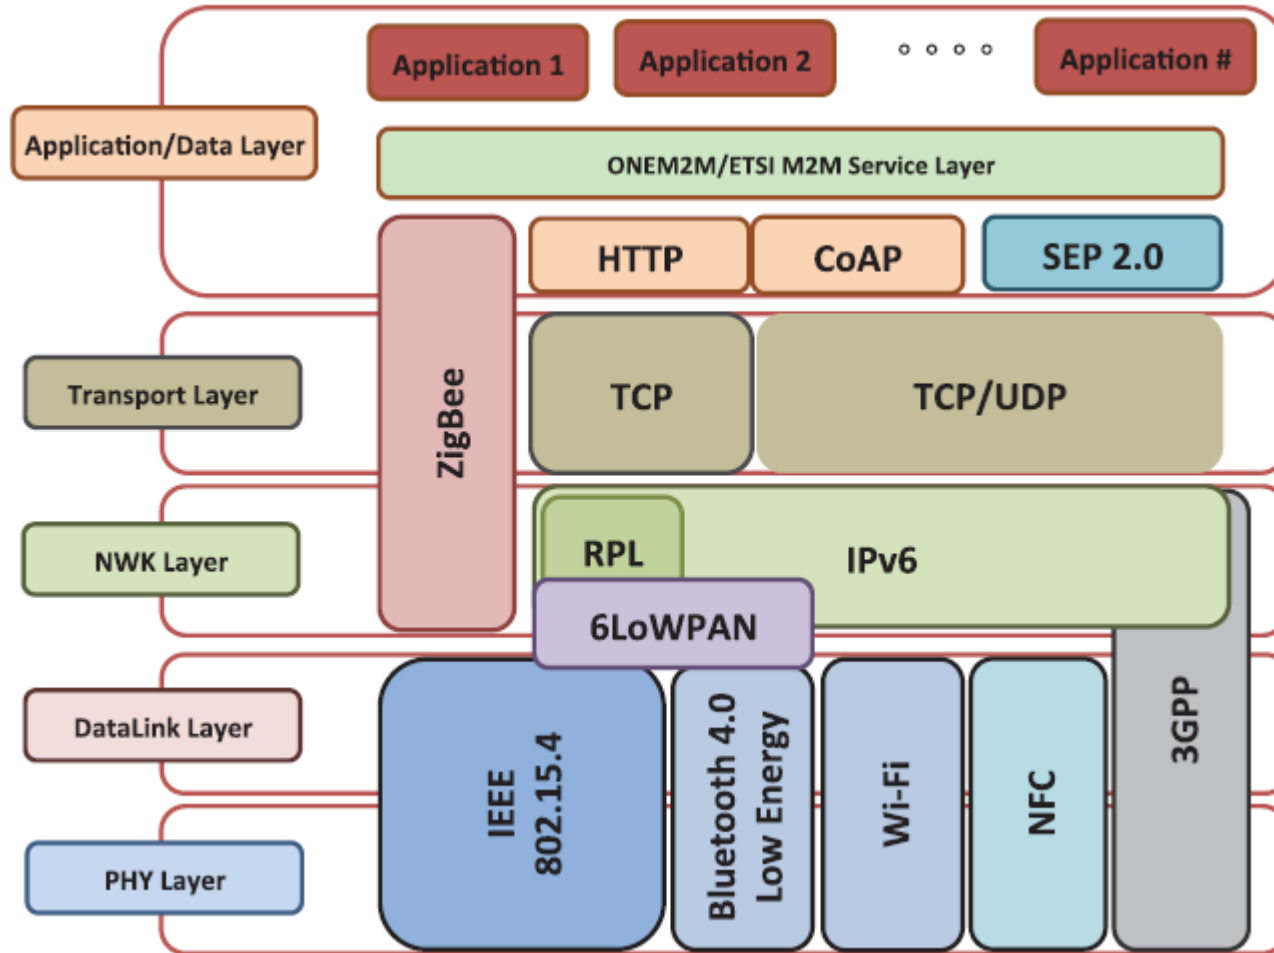 Application 1
Application 2
Application #
Application/Data Layer
ONEM2M/ETSI M2M Service Layer
HTTP
CoAP
SEP 2.0
ZigBee
Transport Layer
TCP
TCP/UDP
NWK Layer
RPL
IPv6
6LoWPAN
DataLink Layer
IEEE
802.15.4
Bluetooth 4.0
Low Energy
Wi-Fi
NFC
3GPP
PHY Layer